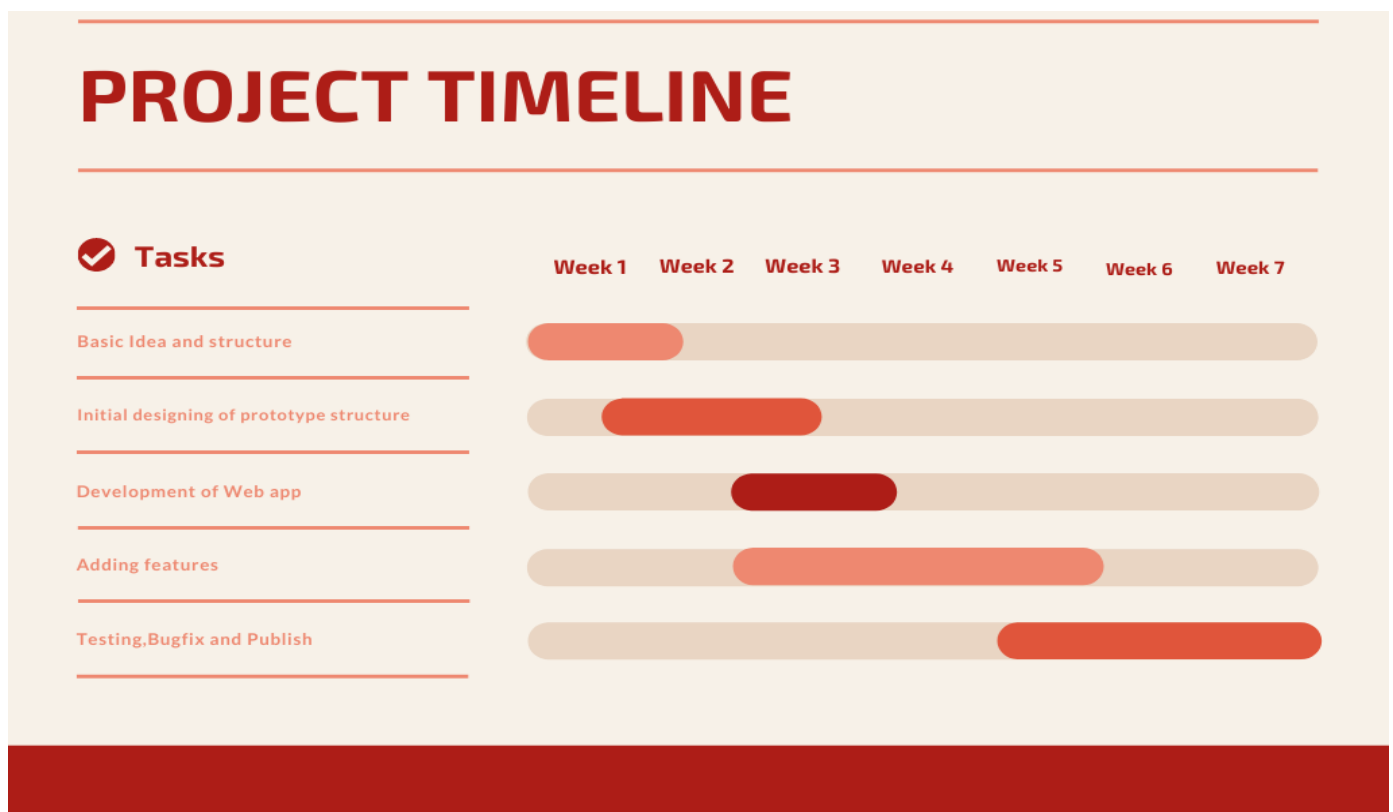 PROJECT TIMELINE
Tasks
Week 1 Week 2 Week 3 Week 4 Week 5 Week 6 Week 7
Basic Idea and structure
Initial designing of prototype structure
Development of Web app
Adding features
Testing,Bugfix and Publish